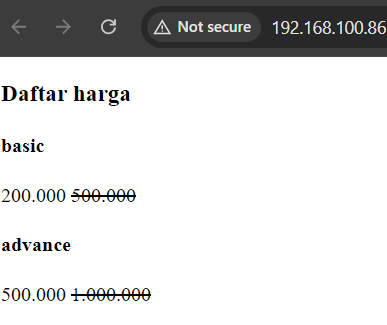 Not secure 192.168.100.86
Daftar harga
basic
200.000 500.000
advance
500.000 1.000.000